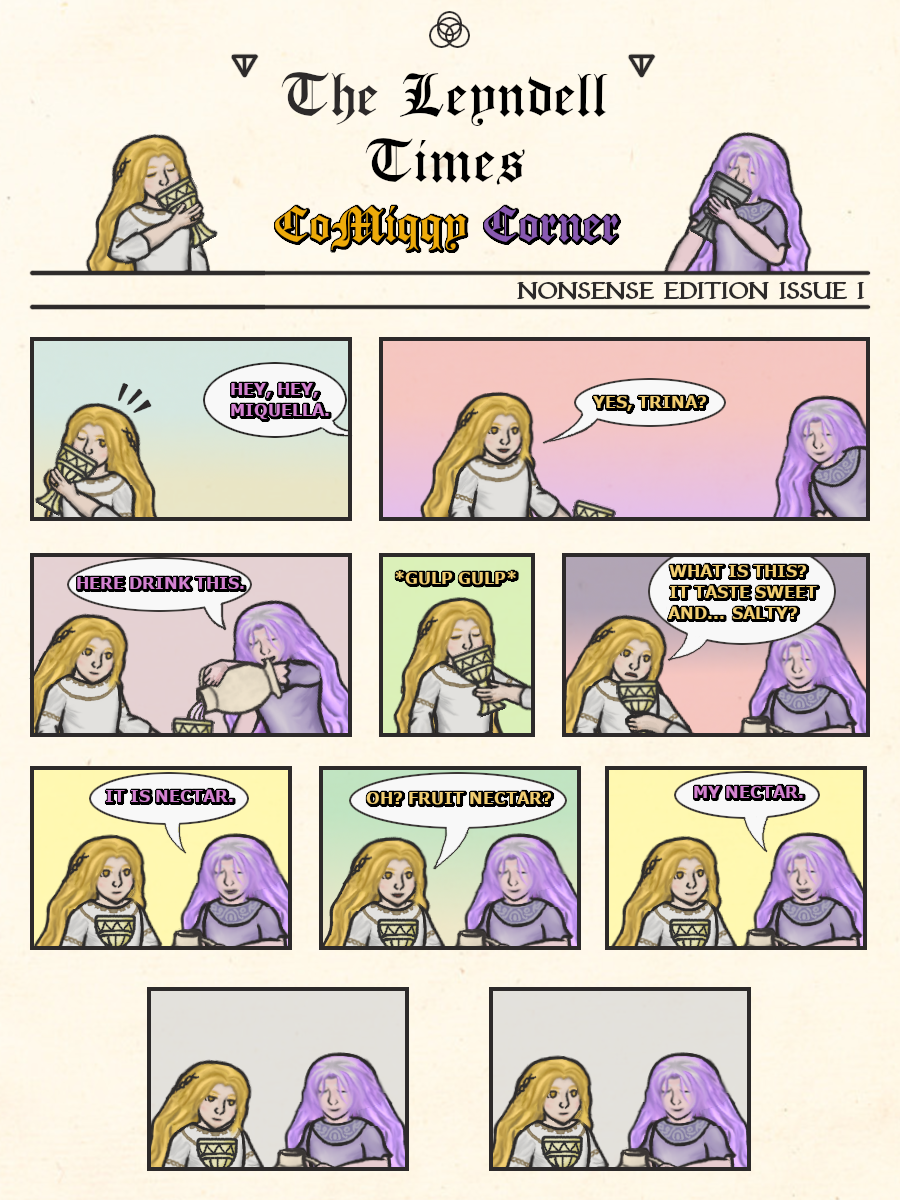 The Leyndell
Times
CoMiqqy Corner
NONSENSE EDITION ISSUE I
HEY, HEY,
MIQUELLA.
YES, TRINA?
HERE DRINK THIS.
*GULP GULP*
WHAT IS THIS?
IT TASTE SWEET
AND... SALTY?
IT IS NECTAR.
OH? FRUIT NECTAR?
MY NECTAR.